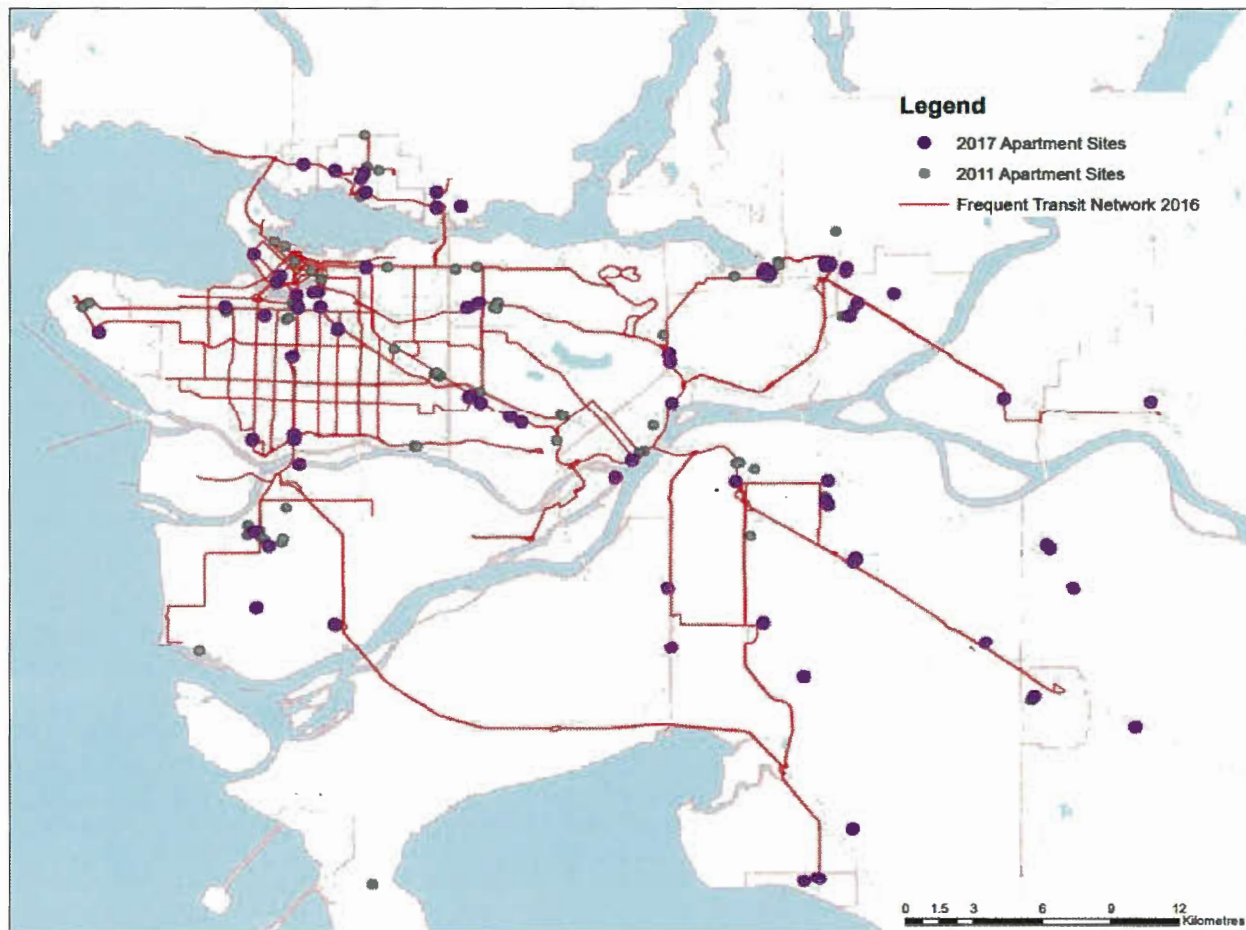 Legend
2017 Apartment Sites
2011 Apartment Sites
Frequent Transit Network 2016
0 1.5 3 6 9 12
Kilometres